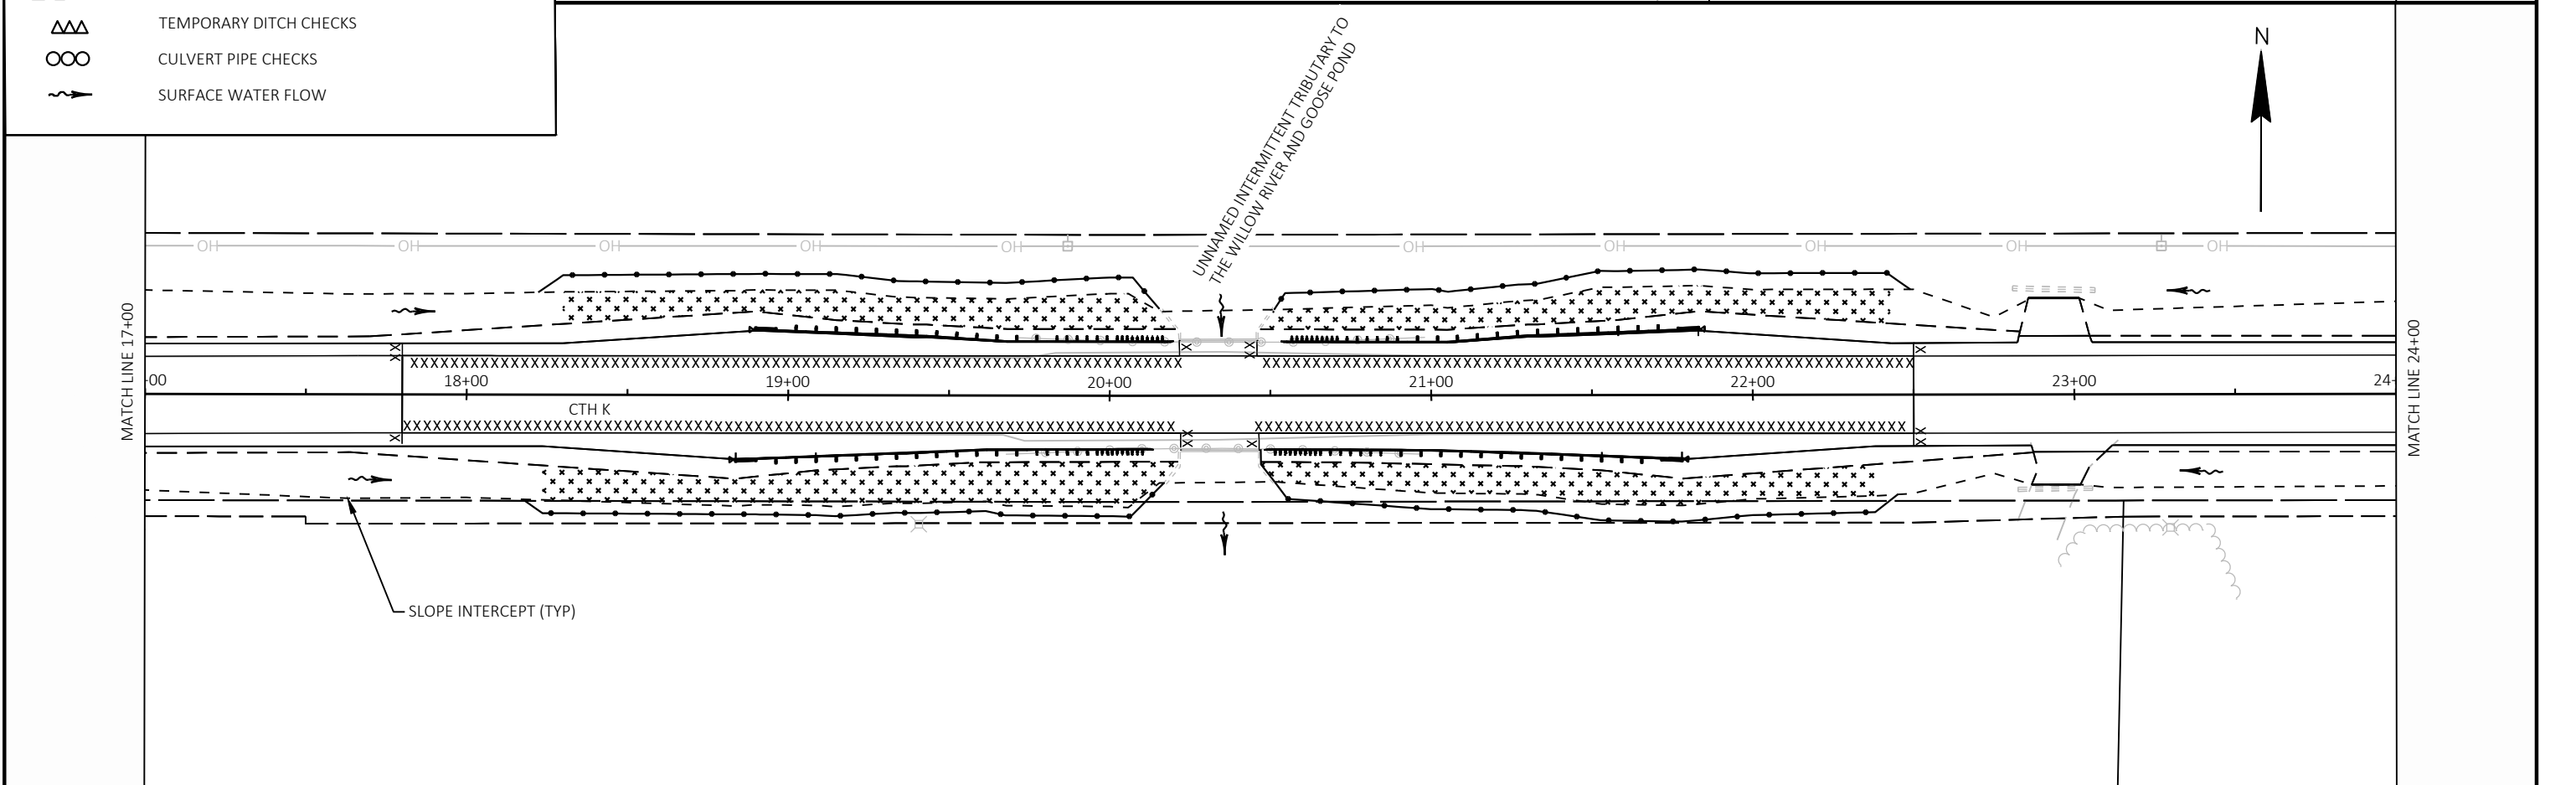 TEMPORARY DITCH CHECKS
CULVERT PIPE CHECKS
SURFACE WATER FLOW
UNNAMED INTERMITTENT TRIBUTARY TO
THE WILLOW RIVER AND GOOSE POND
N
OH OH OH OH OH OH OH OH OH OH
MATCH LINE 17+00
MATCH LINE 24+00
-00 18+00 19+00 20+00 21+00 22+00 23+00 24-
CTH K
SLOPE INTERCEPT (TYP)